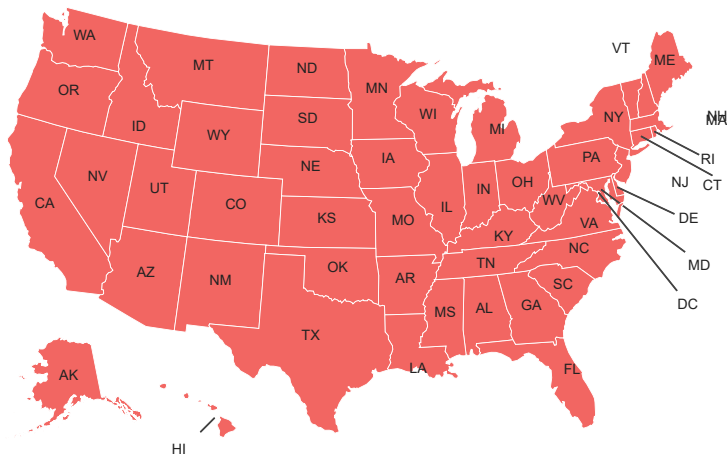 WA
VT
ME
MT
ND
OR
MN
NH
MA
NY
SD
WI
MI
ID
WY
IA
PA
RI
NE
NV
UT
IN
OH
NJ
CT
CA
CO
IL
WV
KS
MO
DE
VA
KY
NC
TN
MD
OK
AZ
NM
AR
SC
DC
MS
AL
GA
TX
LA
FL
AK
HI